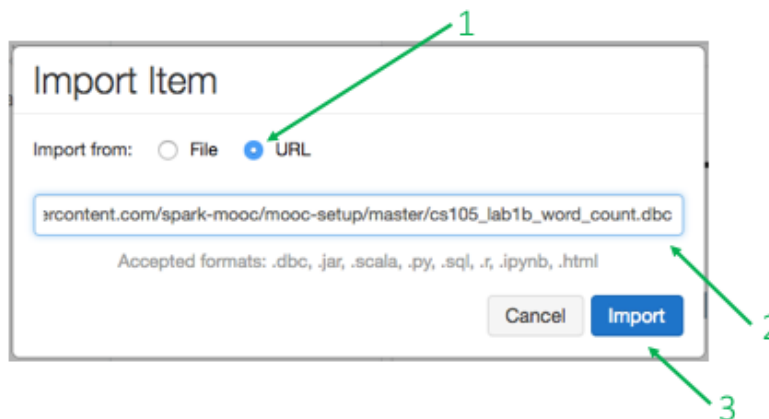 1
Import Item
Import from: File URL
ercontent.com/spark-mooc/mooc-setup/master/cs105_lab1b_word_count.dbc
Accepted formats: .dbc, .jar, .scala, .py, .sql, .r, .ipynb, .html
2
Cancel Import
3